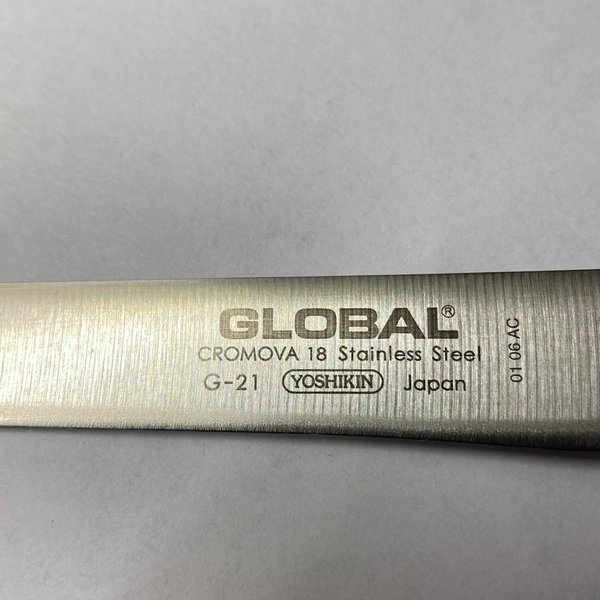 GLOBAL®
CROMOVA 18 Stainless Steel
G-21 YOSHIKIN Japan
01 06 AC